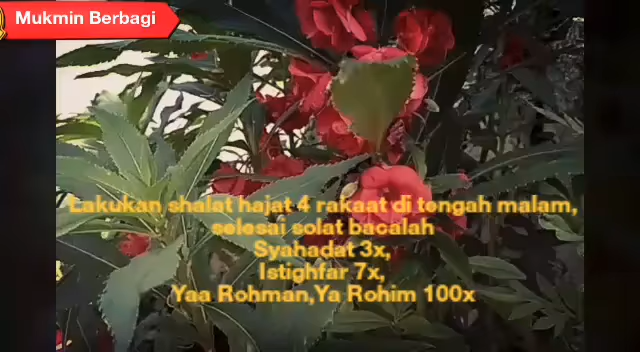 Mukmin Berbagi
Lakukan shalat hajat 4 rakaat di tengah malam,
selesai solat bacalah
Syahadat 3x,
Istighfar 7x,
Yaa Rohman,Ya Rohim 100x